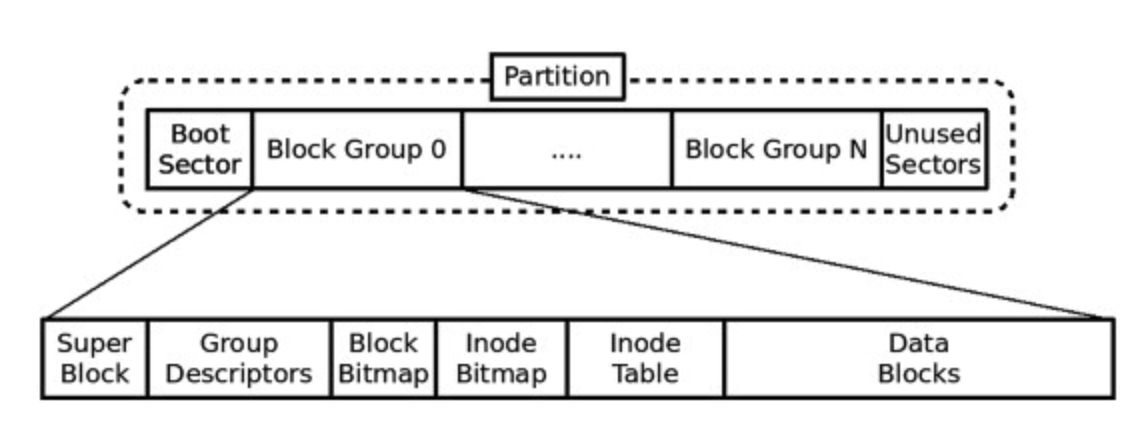 Partition
Boot
Sector
Block Group 0
....
Block Group N
Unused
Sectors
Super
Block
Group
Descriptors
Block
Bitmap
Inode
Bitmap
Inode
Table
Data
Blocks